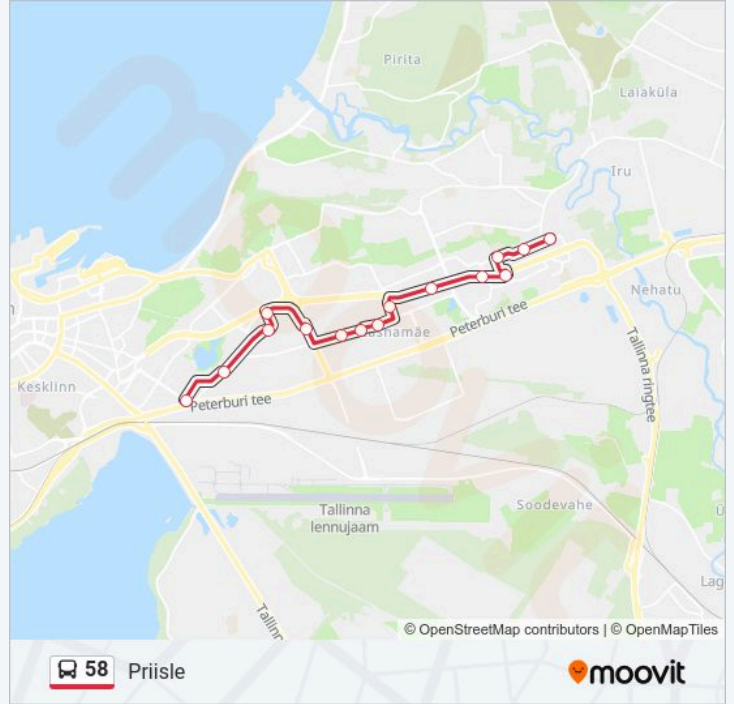 Pirita
Laiaküla
Iru
Nehatu
Peterburi tee
Kesklinn
Peterburi tee
Tallinna ringtee
Tallinna
lennujaam
Soodevahe
Lag
© OpenStreetMap contributors | © OpenMapTiles
58 Priisle
moovit